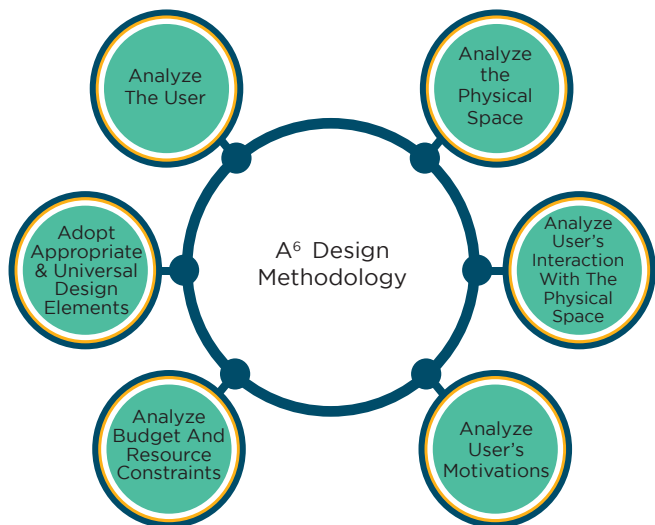 Analyze
The User
Analyze
the
Physical
Space
Adopt
Appropriate
& Universal
Design
Elements
A⁶ Design
Methodology
Analyze
User's
Interaction
With The
Physical
Space
Analyze
Budget And
Resource
Constraints
Analyze
User's
Motivations